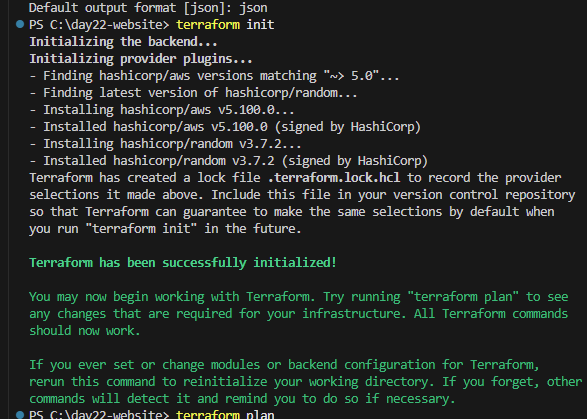 Default output format [json]: json
PS C:\day22-website> terraform init
Initializing the backend...
Initializing provider plugins...
- Finding hashicorp/aws versions matching "~> 5.0"...
- Finding latest version of hashicorp/random...
- Installing hashicorp/aws v5.100.0...
- Installed hashicorp/aws v5.100.0 (signed by HashiCorp)
- Installing hashicorp/random v3.7.2...
- Installed hashicorp/random v3.7.2 (signed by HashiCorp)
Terraform has created a lock file .terraform.lock.hcl to record the provider
selections it made above. Include this file in your version control repository
so that Terraform can guarantee to make the same selections by default when
you run "terraform init" in the future.

Terraform has been successfully initialized!

You may now begin working with Terraform. Try running "terraform plan" to see
any changes that are required for your infrastructure. All Terraform commands
should now work.

If you ever set or change modules or backend configuration for Terraform,
rerun this command to reinitialize your working directory. If you forget, other
commands will detect it and remind you to do so if necessary.
PS C:\day22-website> terraform plan